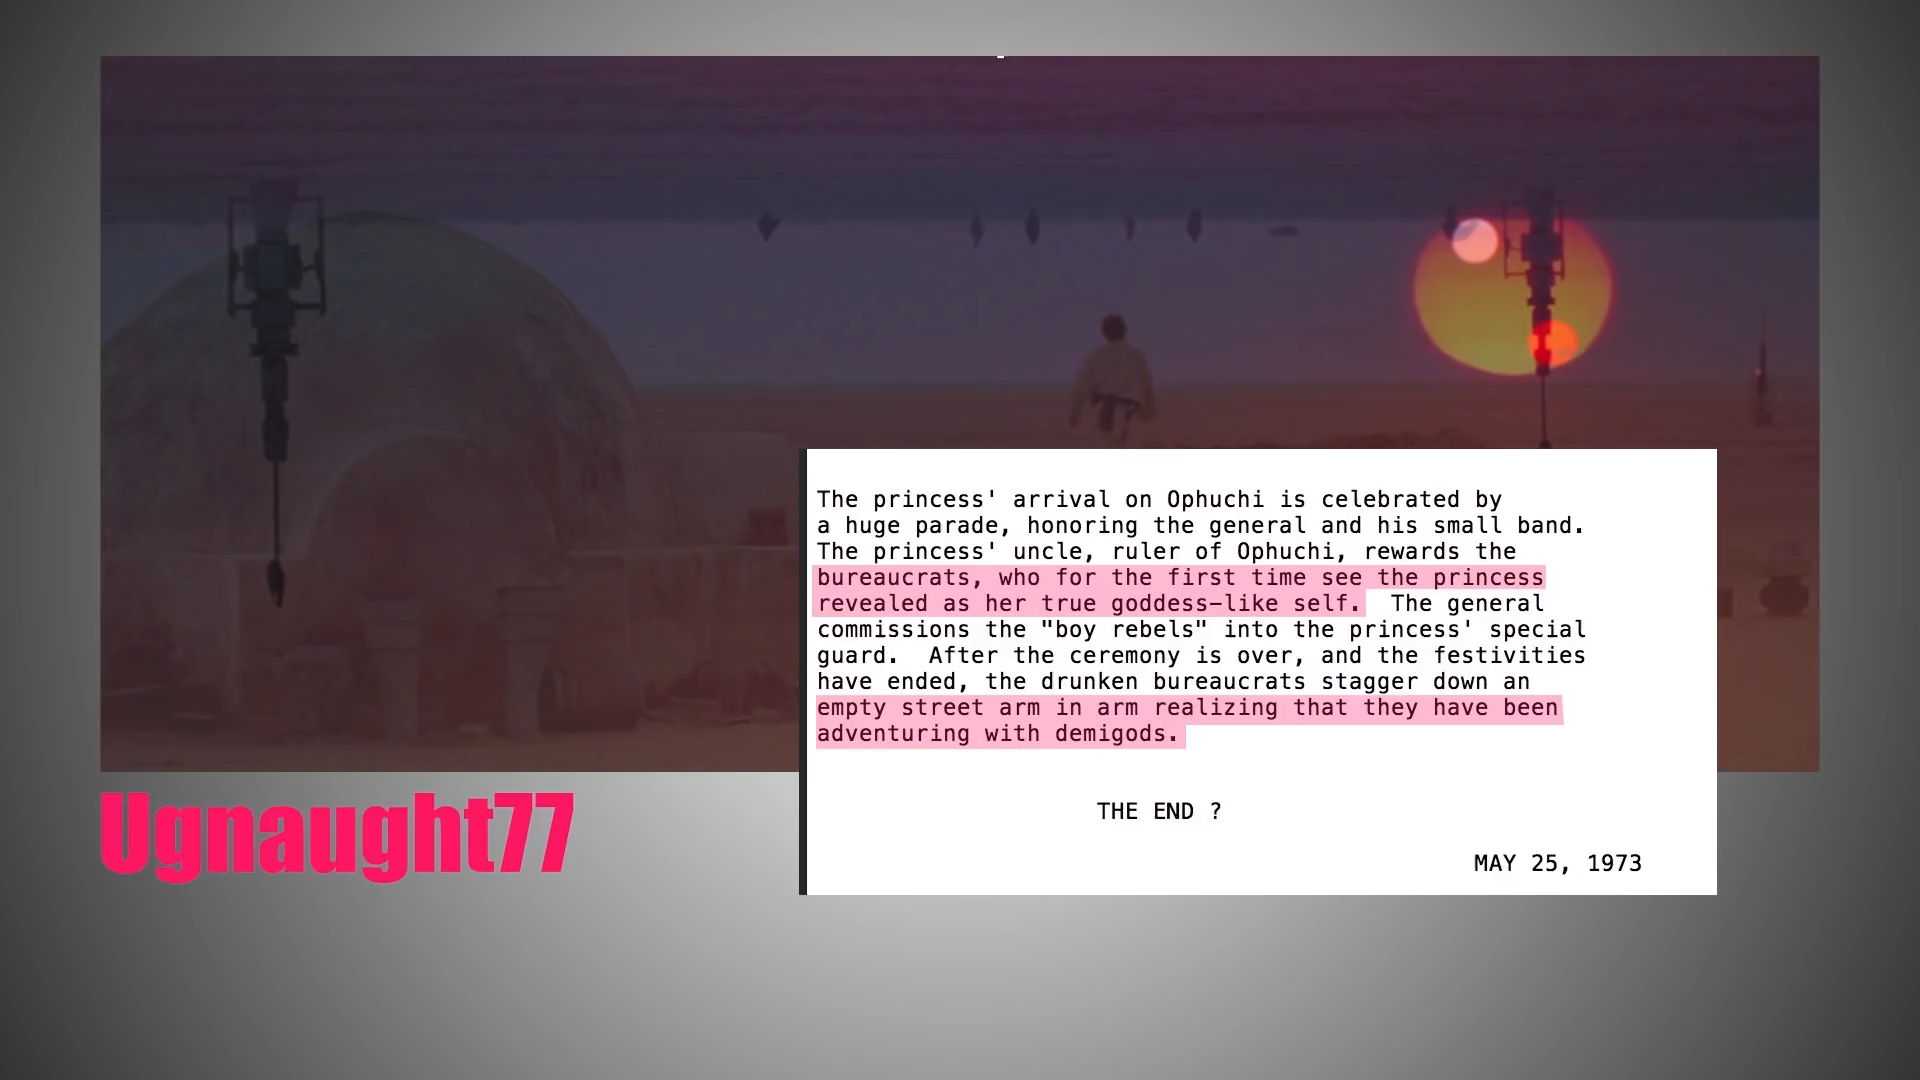 The princess' arrival on Ophuchi is celebrated by
a huge parade, honoring the general and his small band.
The princess' uncle, ruler of Ophuchi, rewards the
bureaucrats, who for the first time see the princess
revealed as her true goddess-like self.  The general
commissions the "boy rebels" into the princess' special
guard.  After the ceremony is over, and the festivities
have ended, the drunken bureaucrats stagger down an
empty street arm in arm realizing that they have been
adventuring with demigods.
THE END ?
MAY 25, 1973
Ugnaught77